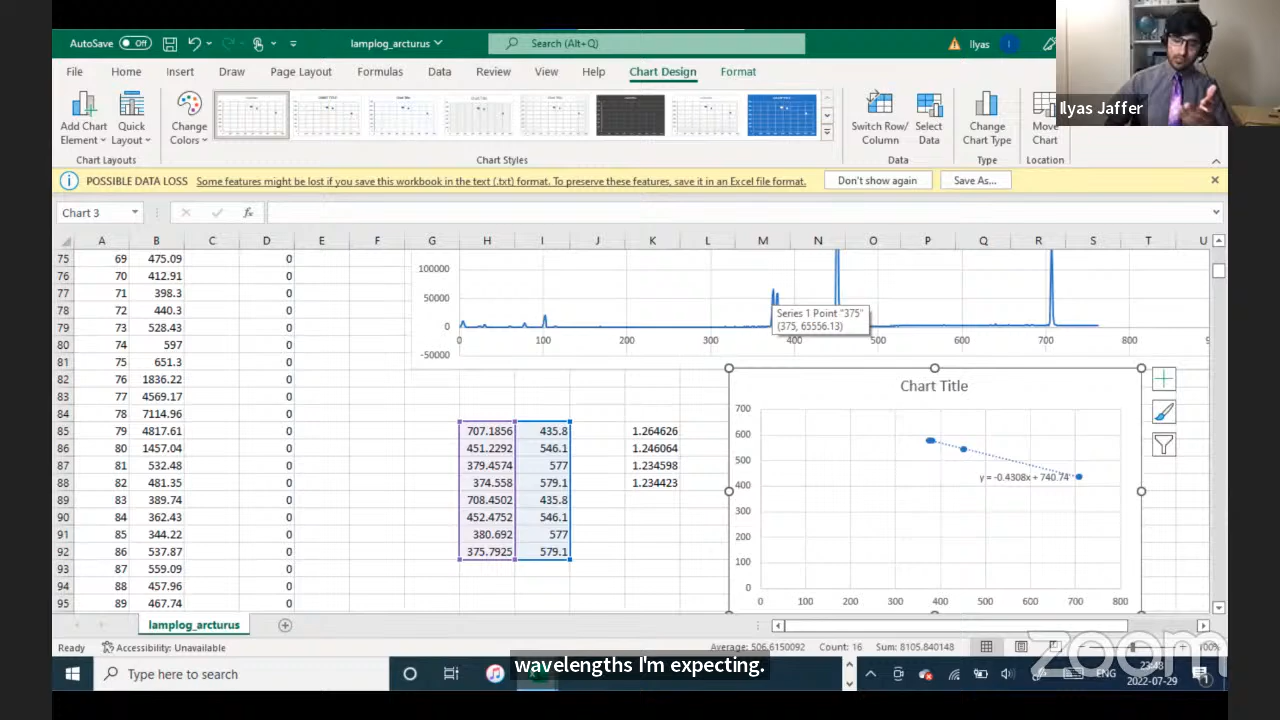 AutoSave Off lamplog_arcturus Search (Alt+Q) Ilyas I
File Home Insert Draw Page Layout Formulas Data Review View Help Chart Design Format
Ilyas Jaffer
Add Chart Element Quick Layout Change Colors Switch Row/Column Select Data Change Chart Type Move Chart
Chart Layouts Chart Styles Data Type Location
POSSIBLE DATA LOSS Some features might be lost if you save this workbook in the text (.txt) format. To preserve these features, save it in an Excel file format. Don't show again Save As...
Chart 3 fx
A B C D E F G H I J K L M N O P Q R S T U
75 69 475.09 0
76 70 412.91 0
77 71 398.3 0
78 72 440.3 0
79 73 528.43 0
80 74 597 0
81 75 651.3 0
82 76 1836.22 0
83 77 4569.17 0
84 78 7114.96 0
85 79 4817.61 0 707.1856 435.8 1.264626
86 80 1457.04 0 451.2292 546.1 1.246064
87 81 532.48 0 379.4574 577 1.234598
88 82 481.35 0 374.558 579.1 1.234423
89 83 389.74 0 708.4502 435.8
90 84 362.43 0 452.4752 546.1
91 85 344.22 0 380.692 577
92 86 537.87 0 375.7925 579.1
93 87 559.09 0
94 88 457.96 0
95 89 467.74 0
100000
50000
0
-50000
0 100 200 300 400 500 600 700 800
Series 1 Point "375"
(375, 65556.13)
Chart Title
700
600
500
400
300
200
100
0
y = -0.4308x + 740.74
0 100 200 300 400 500 600 700 800
lamplog_arcturus
Ready Accessibility: Unavailable Average: 506.6150092 Count: 16 Sum: 8105.840148
zoom
wavelengths I'm expecting.
Type here to search ENG 23:48
2022-07-29